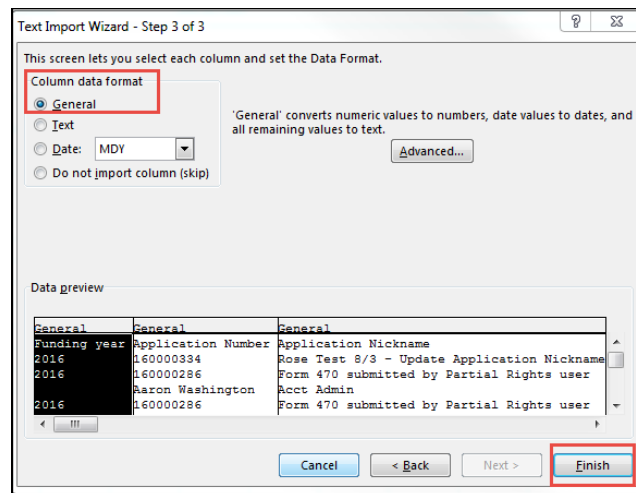 Text Import Wizard - Step 3 of 3
?
This screen lets you select each column and set the Data Format.
Column data format
General
Text
Date: MDY
Do not import column (skip)
'General' converts numeric values to numbers, date values to dates, and
all remaining values to text.
Advanced...
Data preview
General General General
Funding year Application Number Application Nickname
2016 160000334 Rose Test 8/3 - Update Application Nickname
2016 160000286 Form 470 submitted by Partial Rights user
Aaron Washington Acct Admin
2016 160000286 Form 470 submitted by Partial Rights user
Cancel < Back Next > Finish